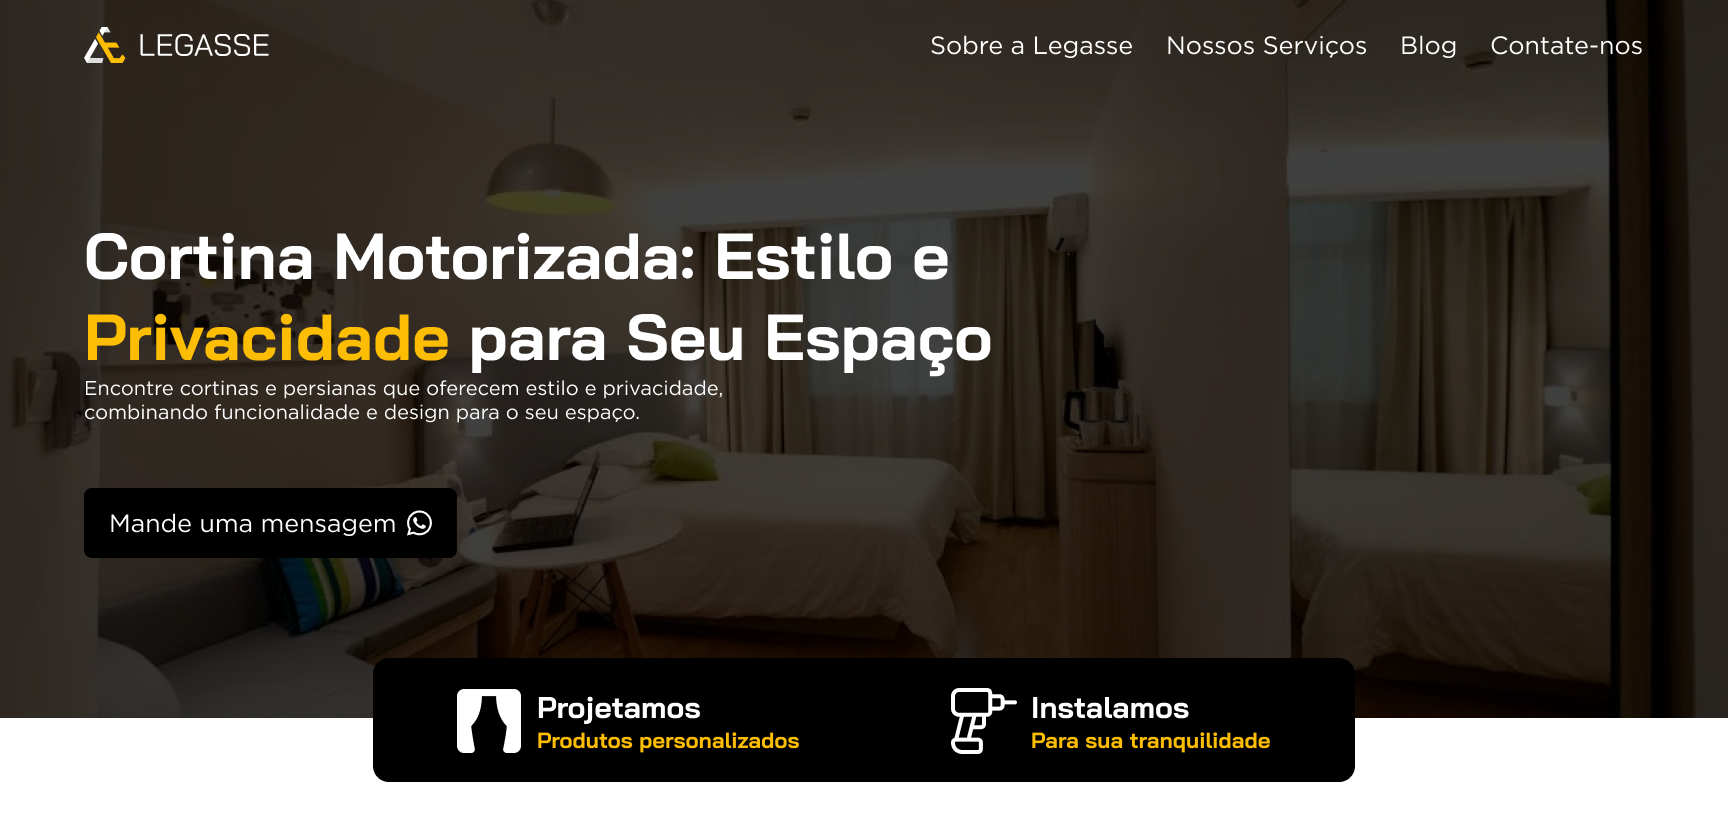 LEGASSE
Sobre a Legasse
Nossos Serviços
Blog
Contate-nos
Cortina Motorizada: Estilo e
Privacidade para Seu Espaço
Encontre cortinas e persianas que oferecem estilo e privacidade,
combinando funcionalidade e design para o seu espaço.
Mande uma mensagem
Projetamos
Produtos personalizados
Instalamos
Para sua tranquilidade